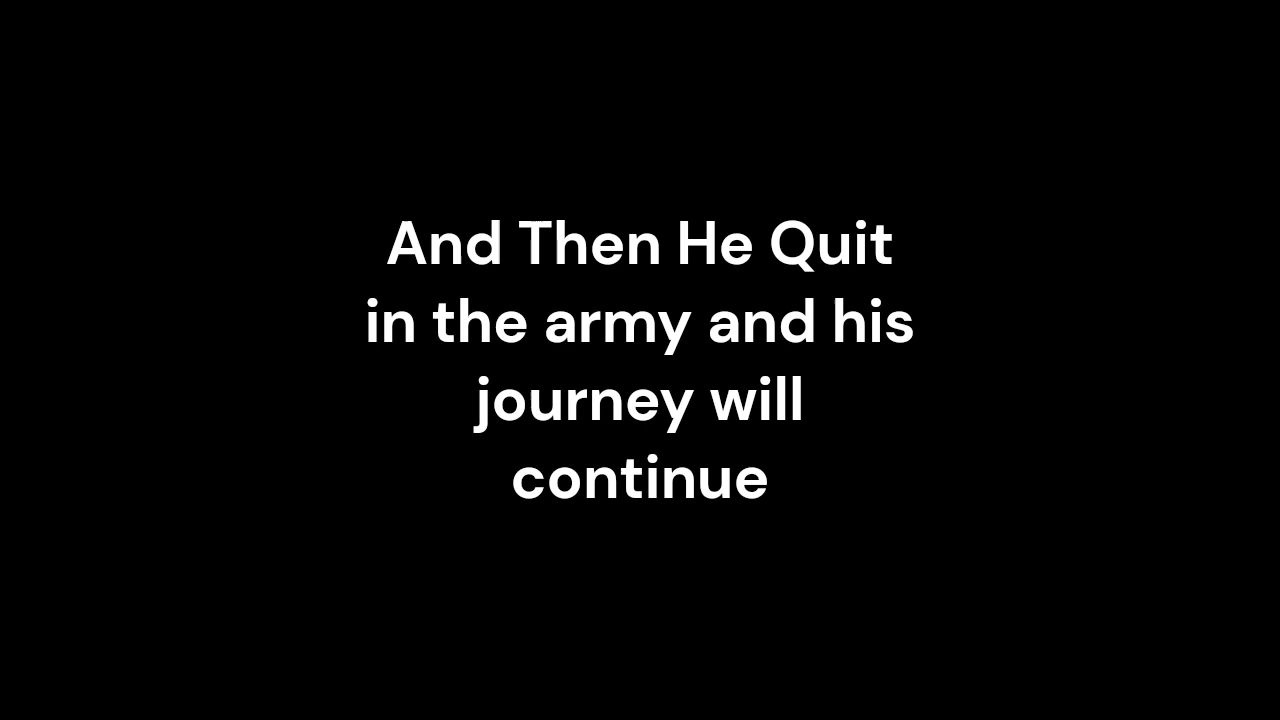 And Then He Quit
in the army and his
journey will
continue